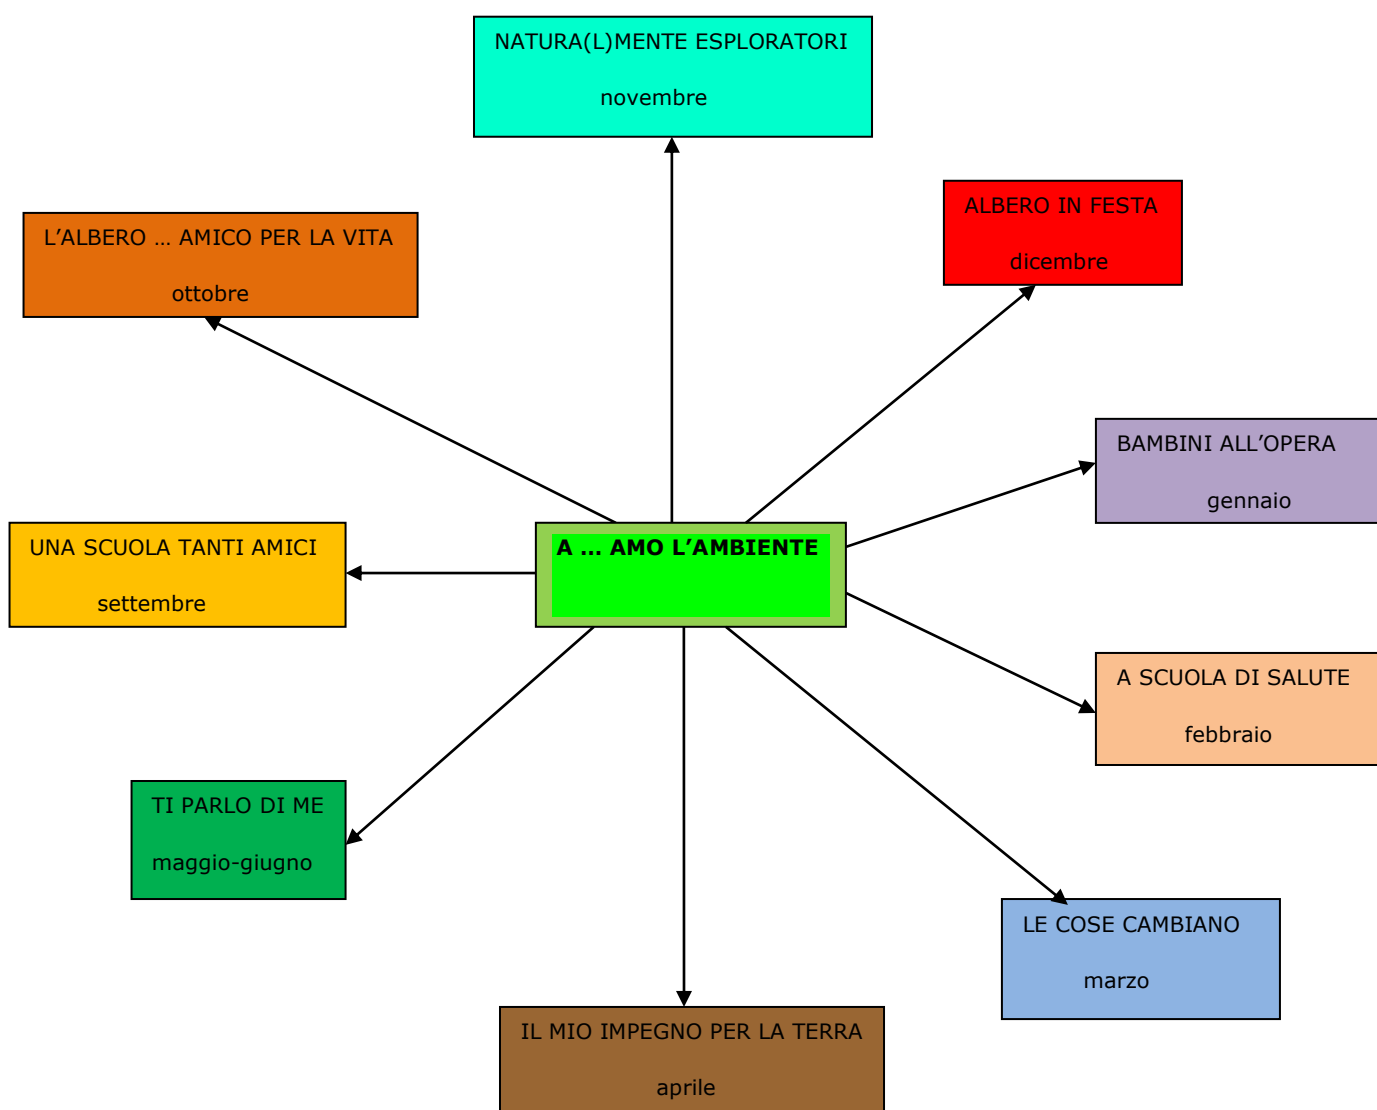 NATURA(L)MENTE ESPLORATORI
novembre
ALBERO IN FESTA
dicembre
L’ALBERO … AMICO PER LA VITA
ottobre
BAMBINI ALL’OPERA
gennaio
UNA SCUOLA TANTI AMICI
settembre
A … AMO L’AMBIENTE
A SCUOLA DI SALUTE
febbraio
TI PARLO DI ME
maggio-giugno
LE COSE CAMBIANO
marzo
IL MIO IMPEGNO PER LA TERRA
aprile